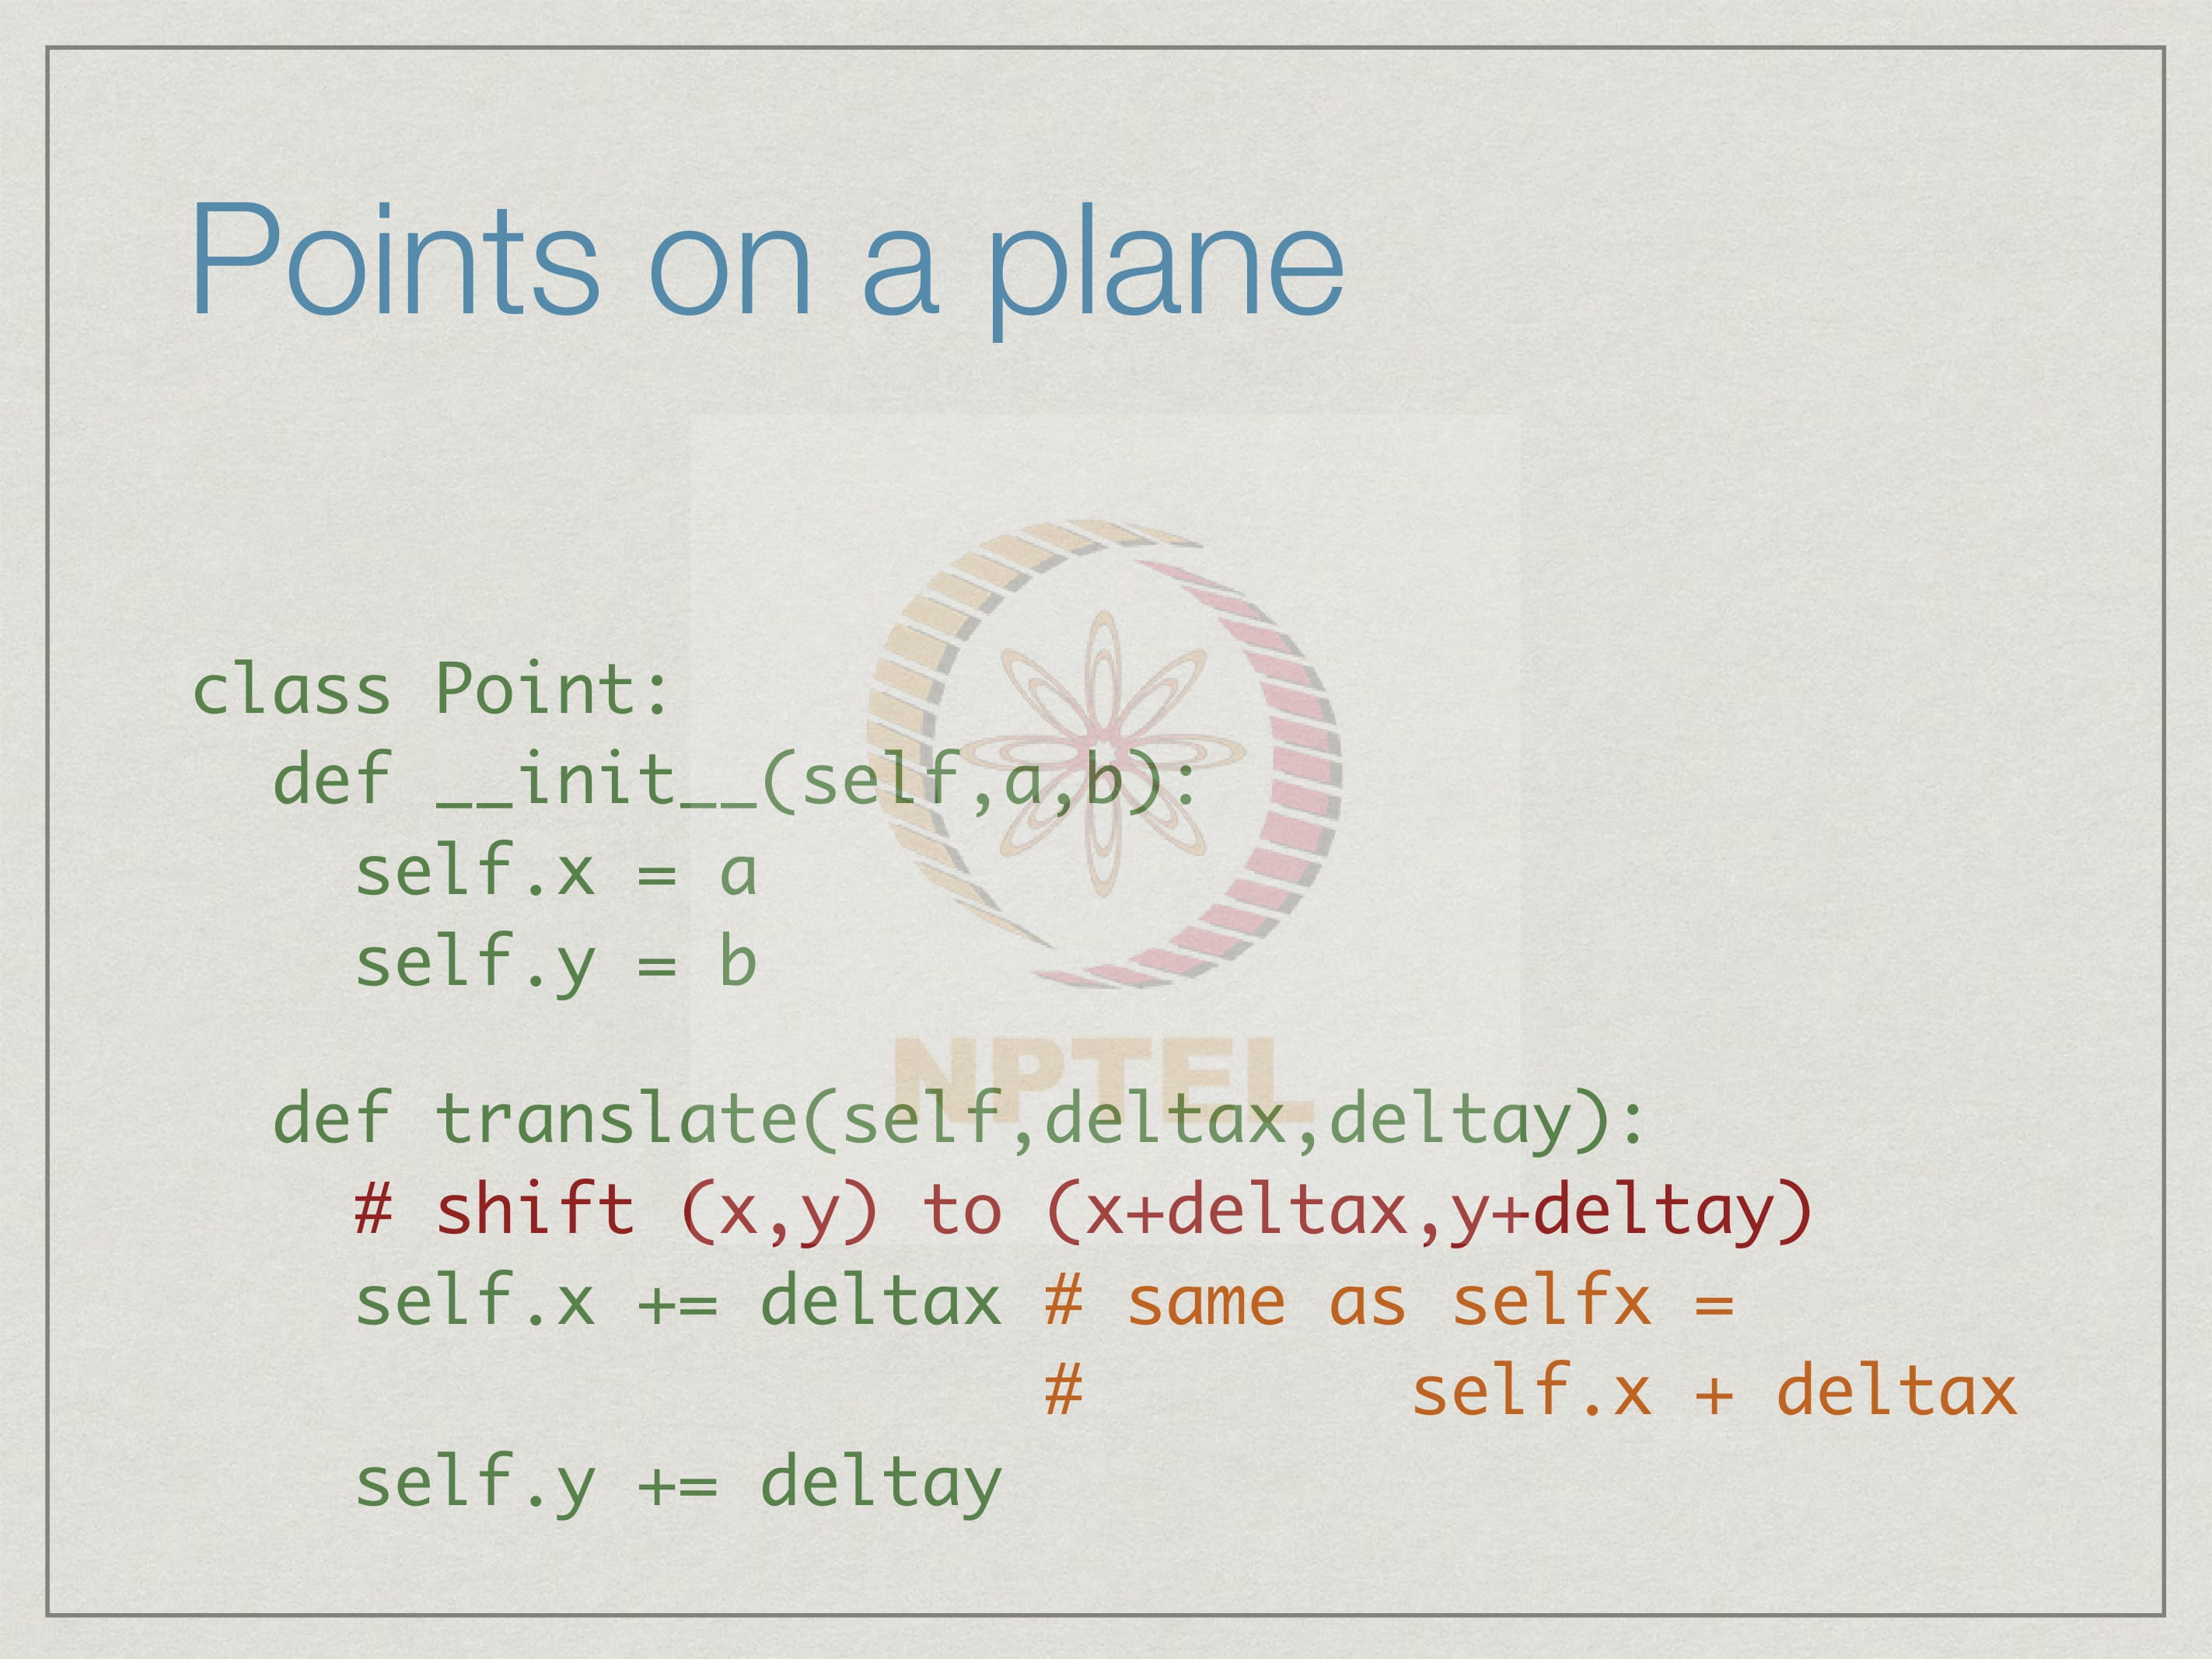 Points on a plane
class Point:
  def __init__(self,a,b):
    self.x = a
    self.y = b
  def translate(self,deltax,deltay):
    # shift (x,y) to (x+deltax,y+deltay)
    self.x += deltax # same as selfx =
                     #        self.x + deltax
    self.y += deltay
NPTEL